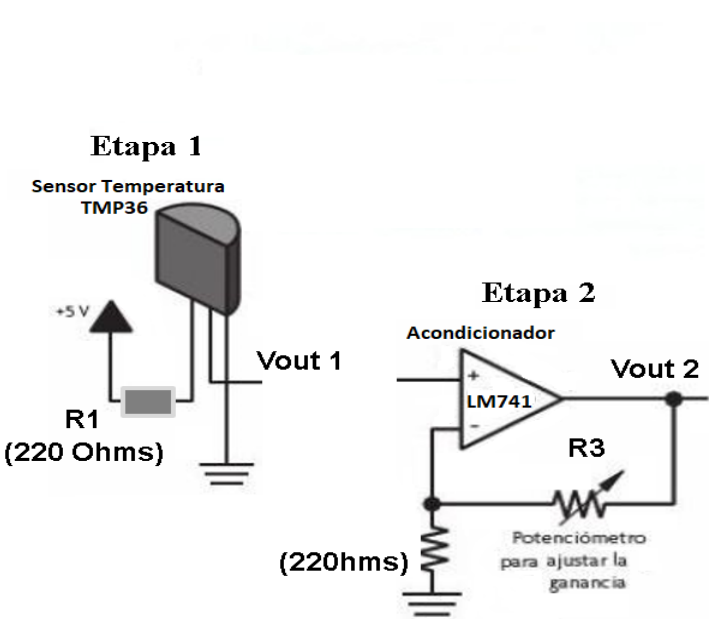 Etapa 1
Sensor Temperatura
TMP36
+5 V
Vout 1
R1
(220 Ohms)
Etapa 2
Acondicionador
Vout 2
+
LM741
-
R3
Potenciómetro
para ajustar la
ganancia
(220hms)